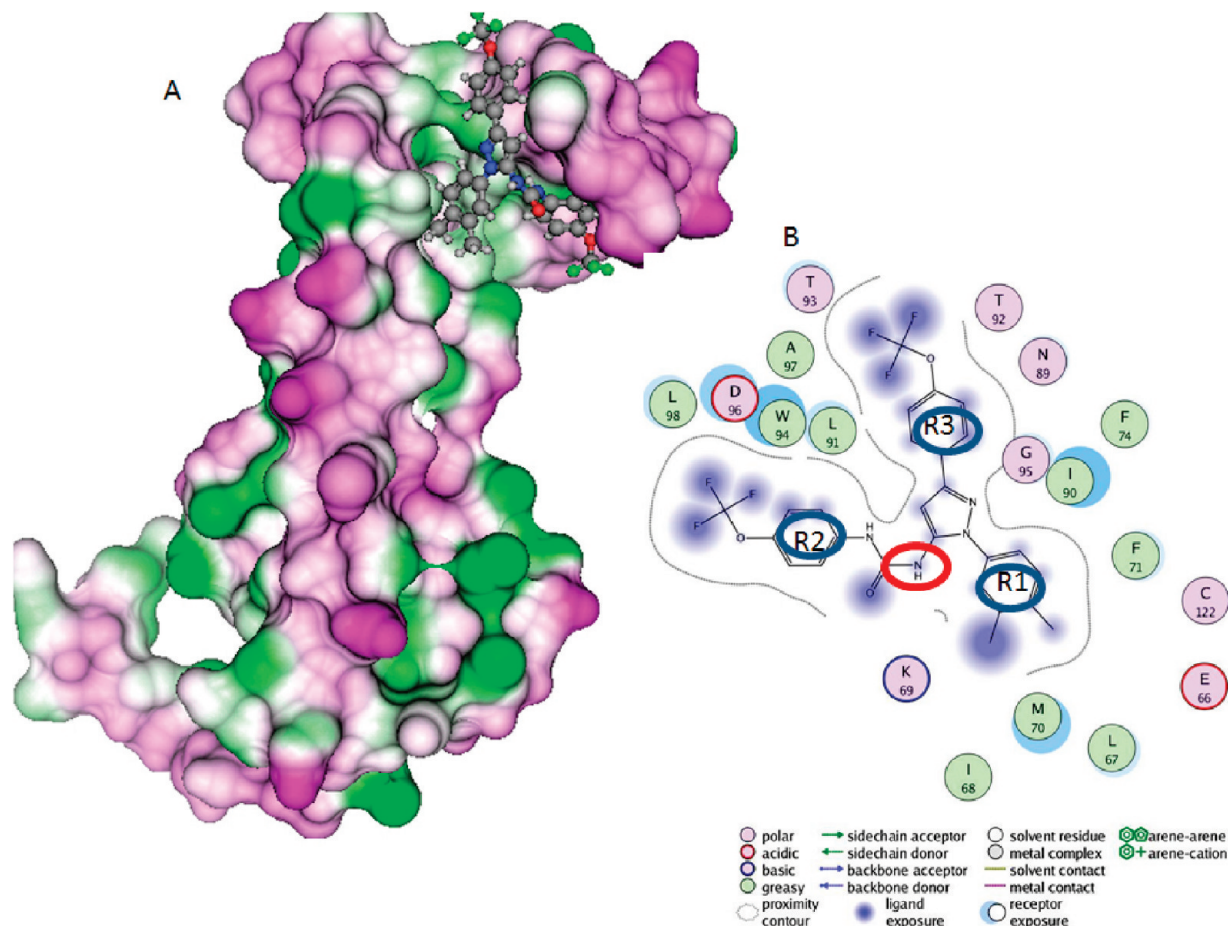 A
B
T
93
T
92
A
97
N
89
L
98
D
96
W
94
L
91
F
74
G
95
I
90
F
71
C
122
E
66
K
69
M
70
L
67
I
68
F
F
F
O
R3
N
N
F
F
F
O
R2
H
N
N
H
O
R1
polar
acidic
basic
greasy
proximity
contour
sidechain acceptor
sidechain donor
backbone acceptor
backbone donor
ligand
exposure
solvent residue
metal complex
solvent contact
metal contact
receptor
exposure
arene-arene
arene-cation